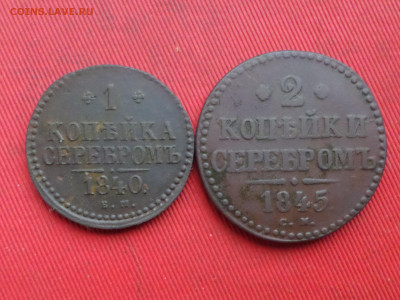 COINS.LAVE.RU
1
КОПѢЙКА
СЕРЕБРОМЪ
1840.
Е.М.
2
КОПѢЙКИ
СЕРЕБРОМЪ
1845
С.М.